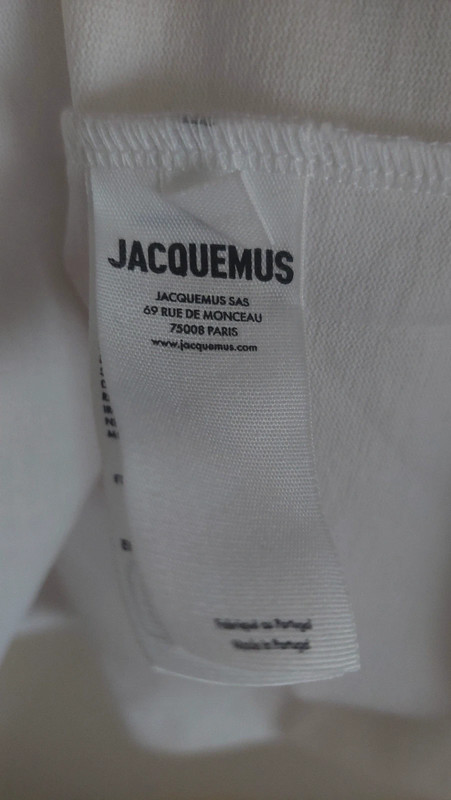 JACQUEMUS
JACQUEMUS SAS
69 RUE DE MONCEAU
75008 PARIS
www.jacquemus.com
Fabriqué au Portugal
Made in Portugal